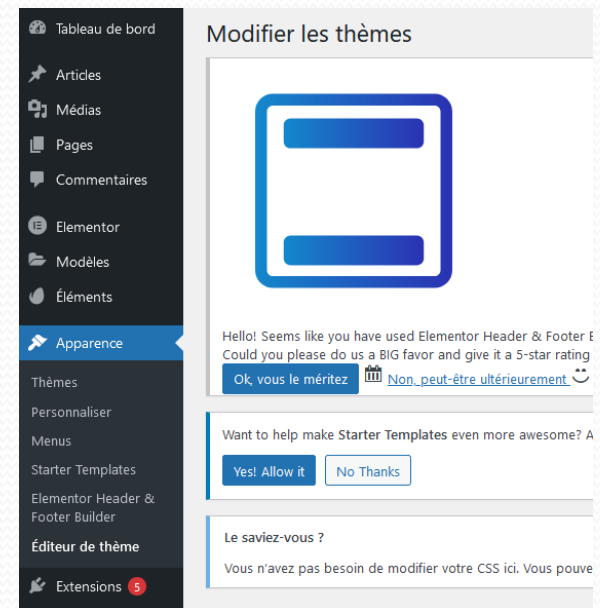 Tableau de bord
Articles
Médias
Pages
Commentaires
Elementor
Modèles
Éléments
Apparence
Thèmes
Personnaliser
Menus
Starter Templates
Elementor Header &
Footer Builder
Éditeur de thème
Extensions 5
Modifier les thèmes
Hello! Seems like you have used Elementor Header & Footer
Could you please do us a BIG favor and give it a 5-star rating
Ok, vous le méritez Non, peut-être ultérieurement
Want to help make Starter Templates even more awesome?
Yes! Allow it No Thanks
Le saviez-vous ?
Vous n’avez pas besoin de modifier votre CSS ici. Vous